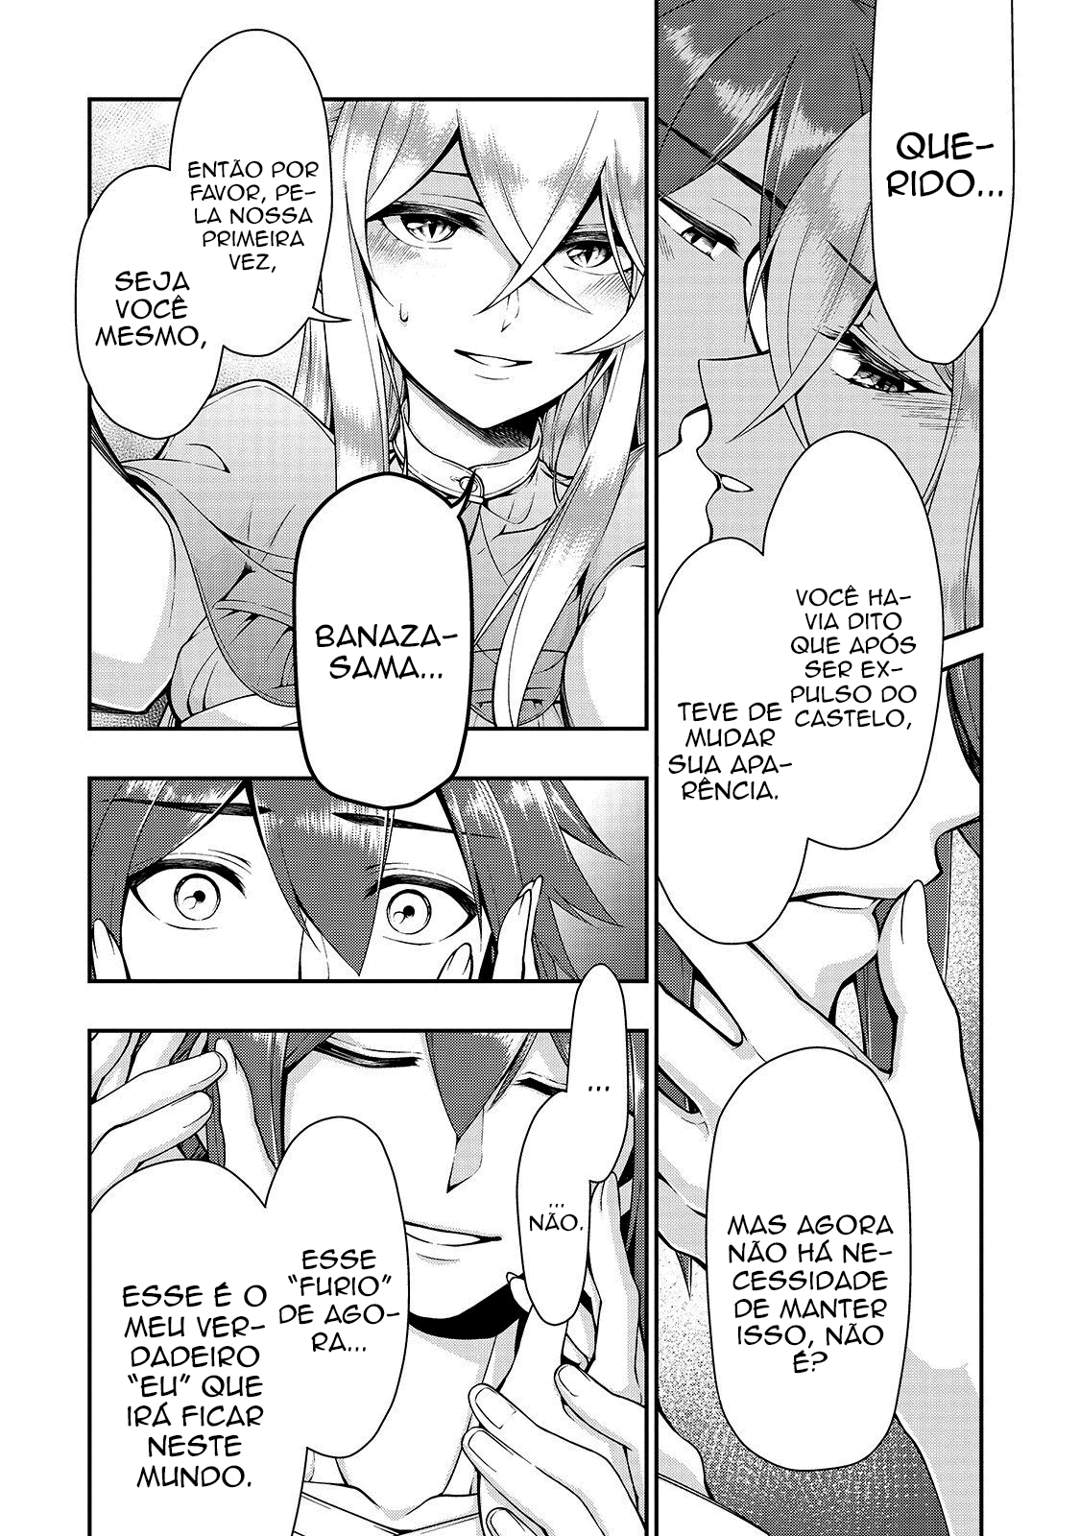 QUE-
RIDO...
VOCÊ HA-
VIA DITO
QUE APÓS
SER EX-
PULSO DO
CASTELO,
TEVE DE
MUDAR
SUA APA-
RÊNCIA.
MAS AGORA
NÃO HÁ NE-
CESSIDADE
DE MANTER
ISSO, NÃO
É?
ENTÃO POR
FAVOR, PE-
LA NOSSA
PRIMEIRA
VEZ,
SEJA
VOCÊ
MESMO,
BANAZA-
SAMA...
...
...
NÃO.
ESSE
"FURIO"
DE AGO-
RA...
ESSE É O
MEU VER-
DADEIRO
"EU" QUE
IRÁ FICAR
NESTE
MUNDO.